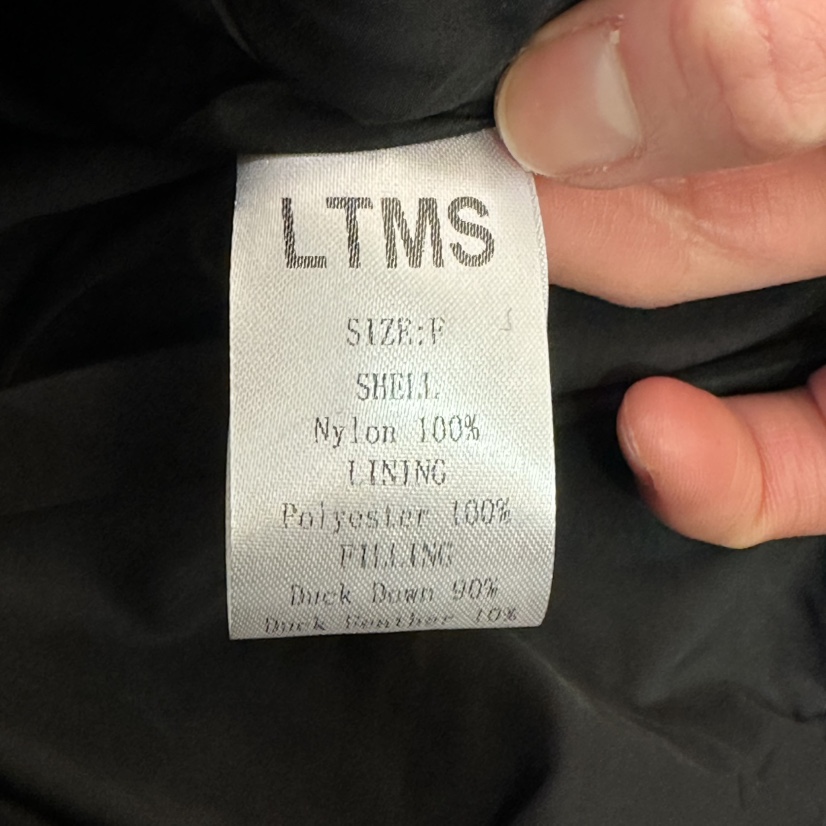 LTMS
SIZE:F
SHELL
Nylon 100%
LINING
Polyester 100%
FILLING
Duck Down 90%
Duck Feather 10%